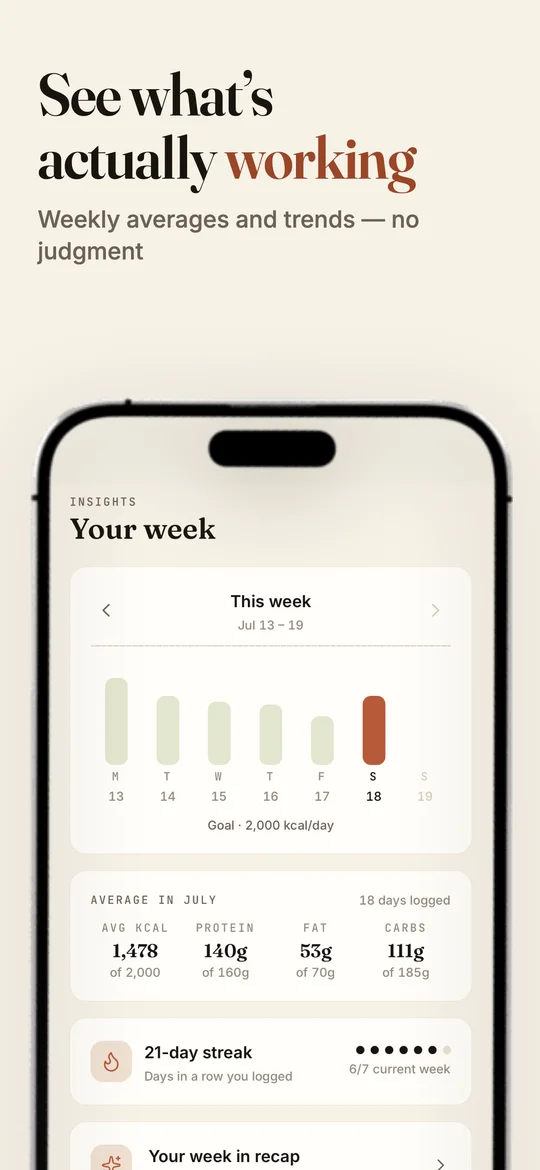 See what's
actually working
Weekly averages and trends — no
judgment
INSIGHTS
Your week
This week
Jul 13 – 19
M T W T F S S
13 14 15 16 17 18 19
Goal · 2,000 kcal/day
AVERAGE IN JULY 18 days logged
AVG KCAL PROTEIN FAT CARBS
1,478 140g 53g 111g
of 2,000 of 160g of 70g of 185g
21-day streak
Days in a row you logged
6/7 current week
Your week in recap